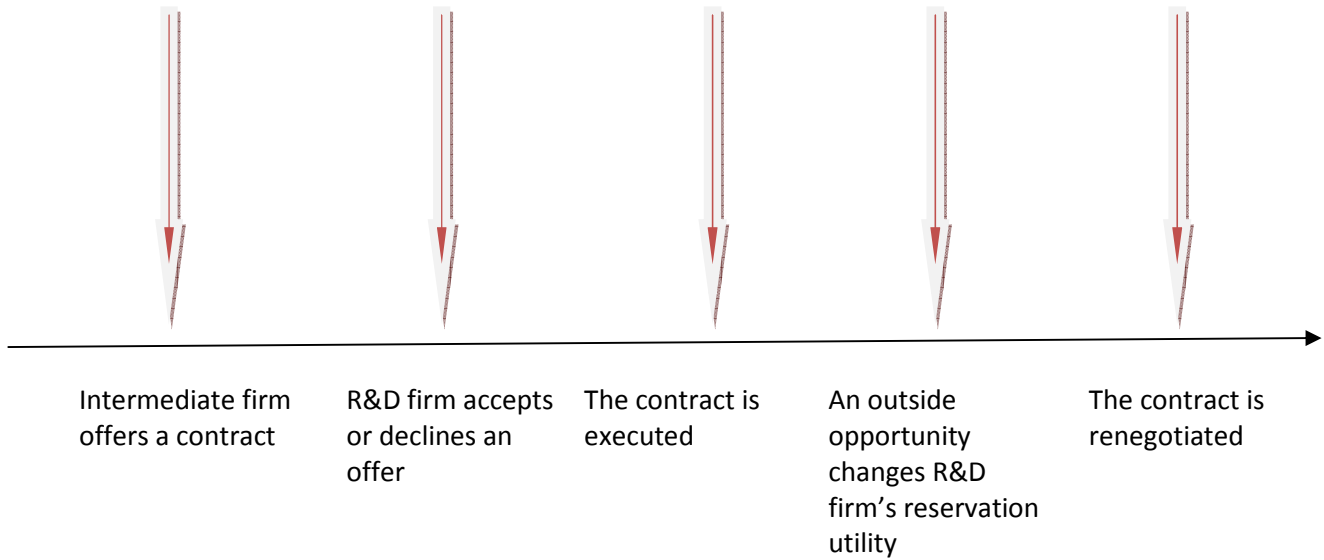 Intermediate firm
offers a contract
R&D firm accepts
or declines an
offer
The contract is
executed
An outside
opportunity
changes R&D
firm’s reservation
utility
The contract is
renegotiated